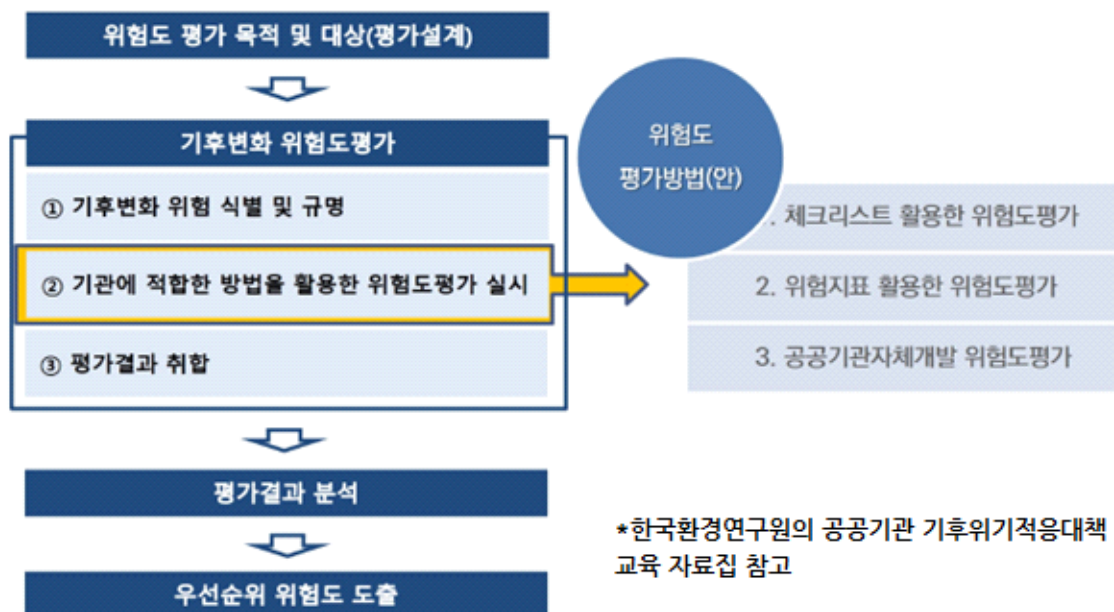 위험도 평가 목적 및 대상(평가설계)
기후변화 위험도평가
① 기후변화 위험 식별 및 규명
② 기관에 적합한 방법을 활용한 위험도평가 실시
③ 평가결과 취합
위험도
평가방법(안)
1. 체크리스트 활용한 위험도평가
2. 위험지표 활용한 위험도평가
3. 공공기관자체개발 위험도평가
평가결과 분석
우선순위 위험도 도출
*한국환경연구원의 공공기관 기후위기적응대책
교육 자료집 참고